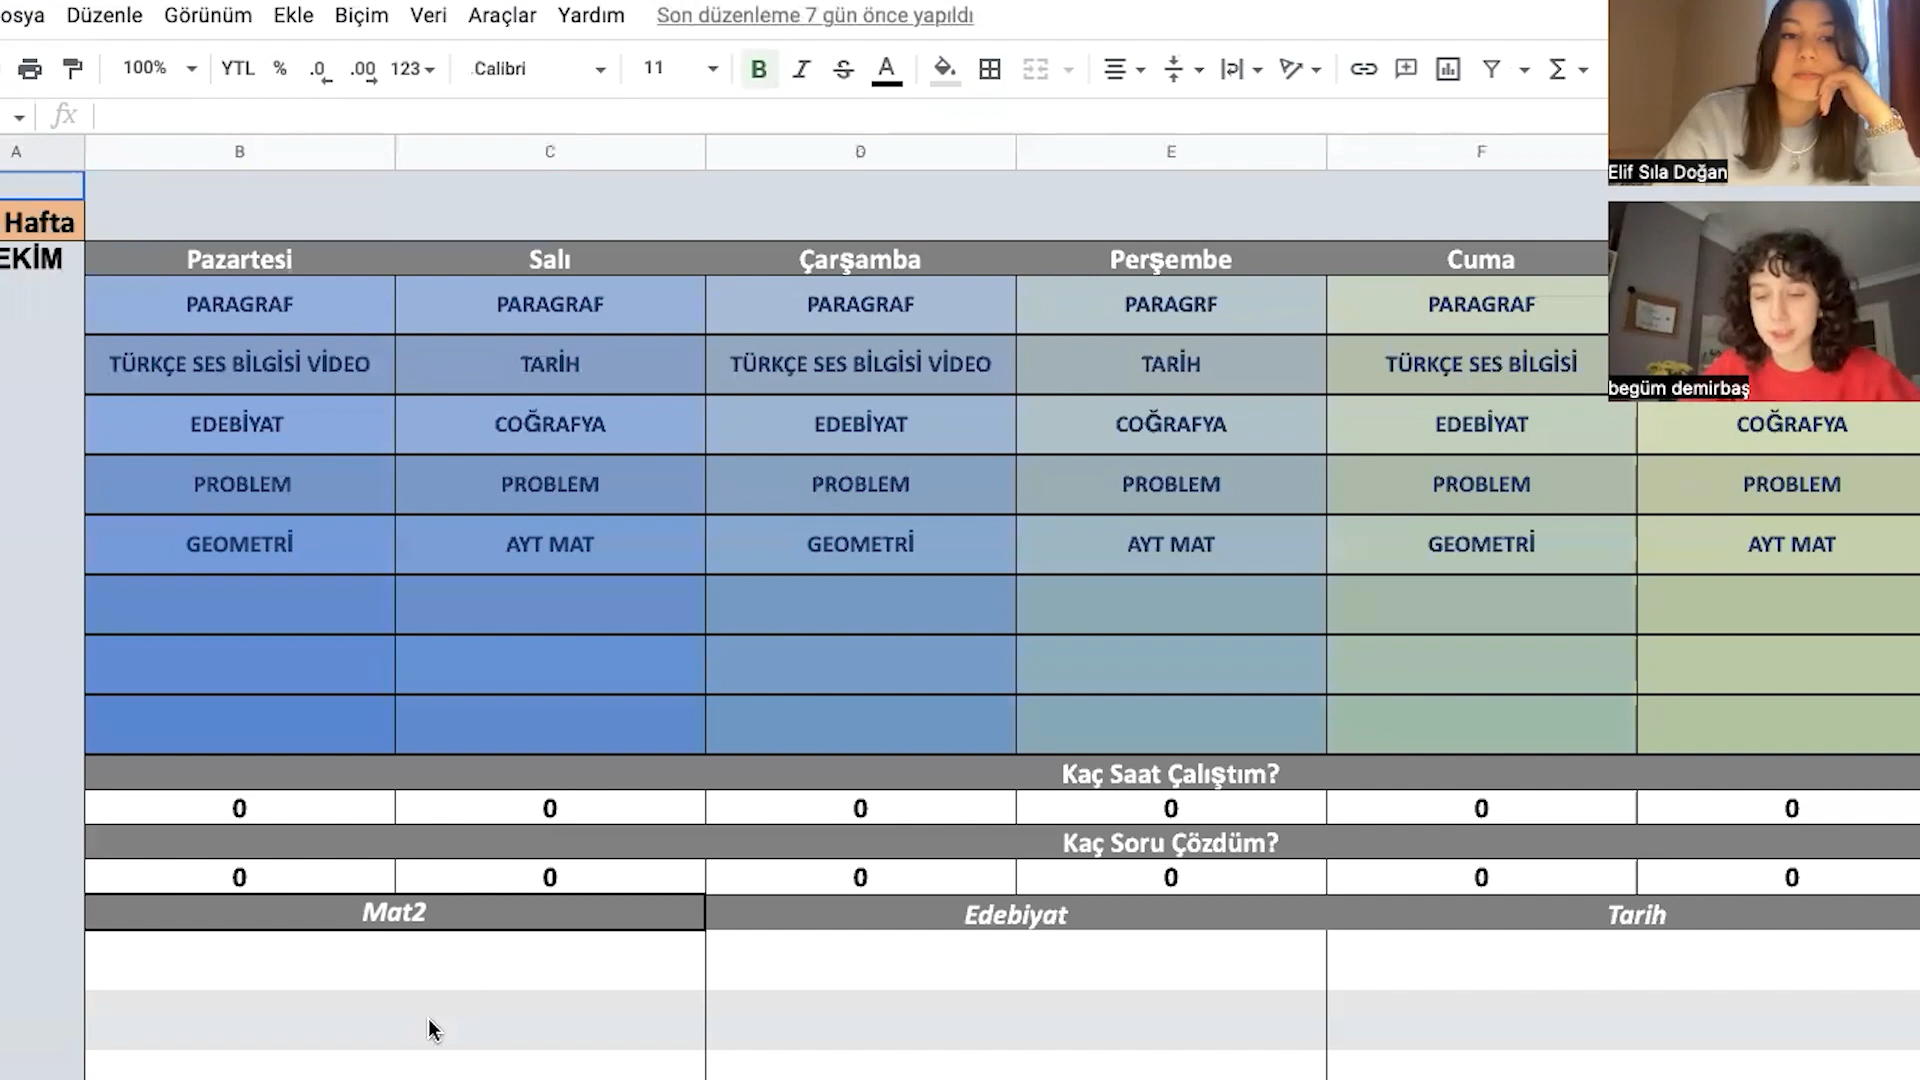 osya Düzenle Görünüm Ekle Biçim Veri Araçlar Yardım Son düzenleme 7 gün önce yapıldı
100% YTL % .0 .00 123 Calibri 11 B I S A Σ
fx
A B C D E F
Elif Sıla Doğan
Hafta
EKİM Pazartesi Salı Çarşamba Perşembe Cuma
PARAGRAF PARAGRAF PARAGRAF PARAGRF PARAGRAF
TÜRKÇE SES BİLGİSİ VİDEO TARİH TÜRKÇE SES BİLGİSİ VİDEO TARİH TÜRKÇE SES BİLGİSİ
begüm demirbaş
EDEBİYAT COĞRAFYA EDEBİYAT COĞRAFYA EDEBİYAT COĞRAFYA
PROBLEM PROBLEM PROBLEM PROBLEM PROBLEM PROBLEM
GEOMETRİ AYT MAT GEOMETRİ AYT MAT GEOMETRİ AYT MAT
Kaç Saat Çalıştım?
0 0 0 0 0 0
Kaç Soru Çözdüm?
0 0 0 0 0 0
Mat2 Edebiyat Tarih